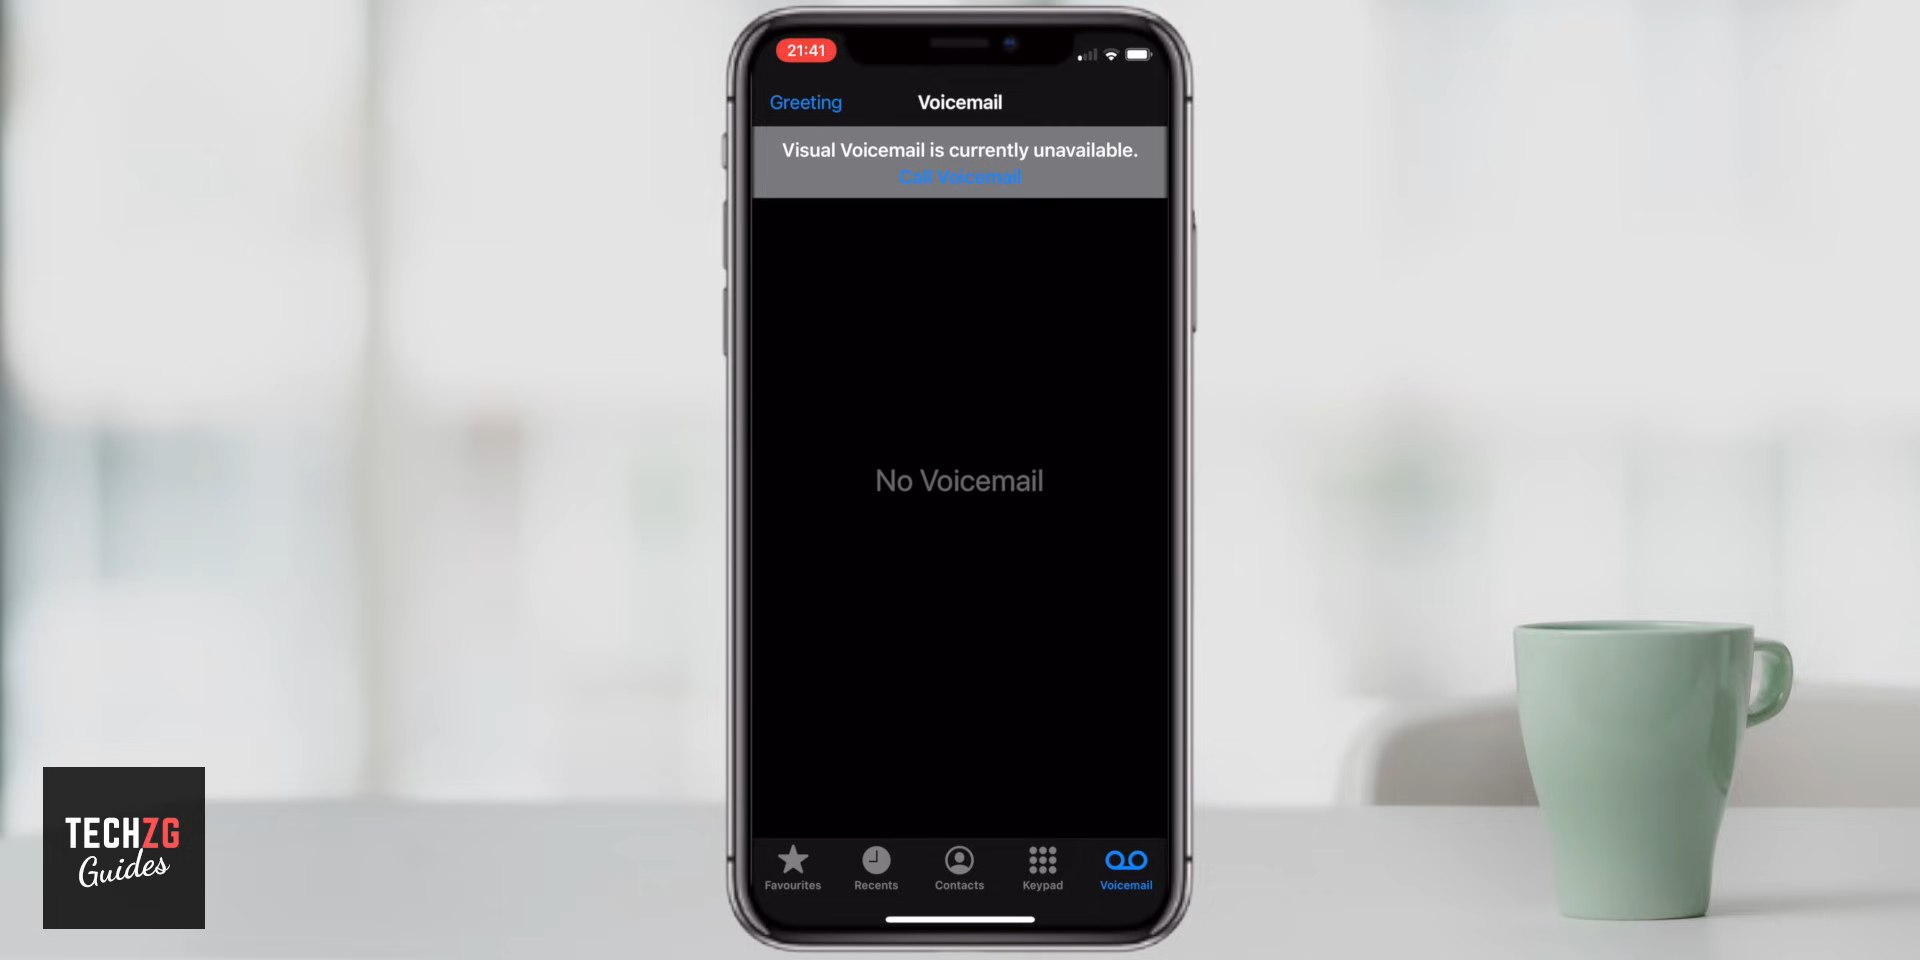 21:41
Greeting
Voicemail
Visual Voicemail is currently unavailable.
Call Voicemail
No Voicemail
Favourites
Recents
Contacts
Keypad
Voicemail
TECHZG
Guides